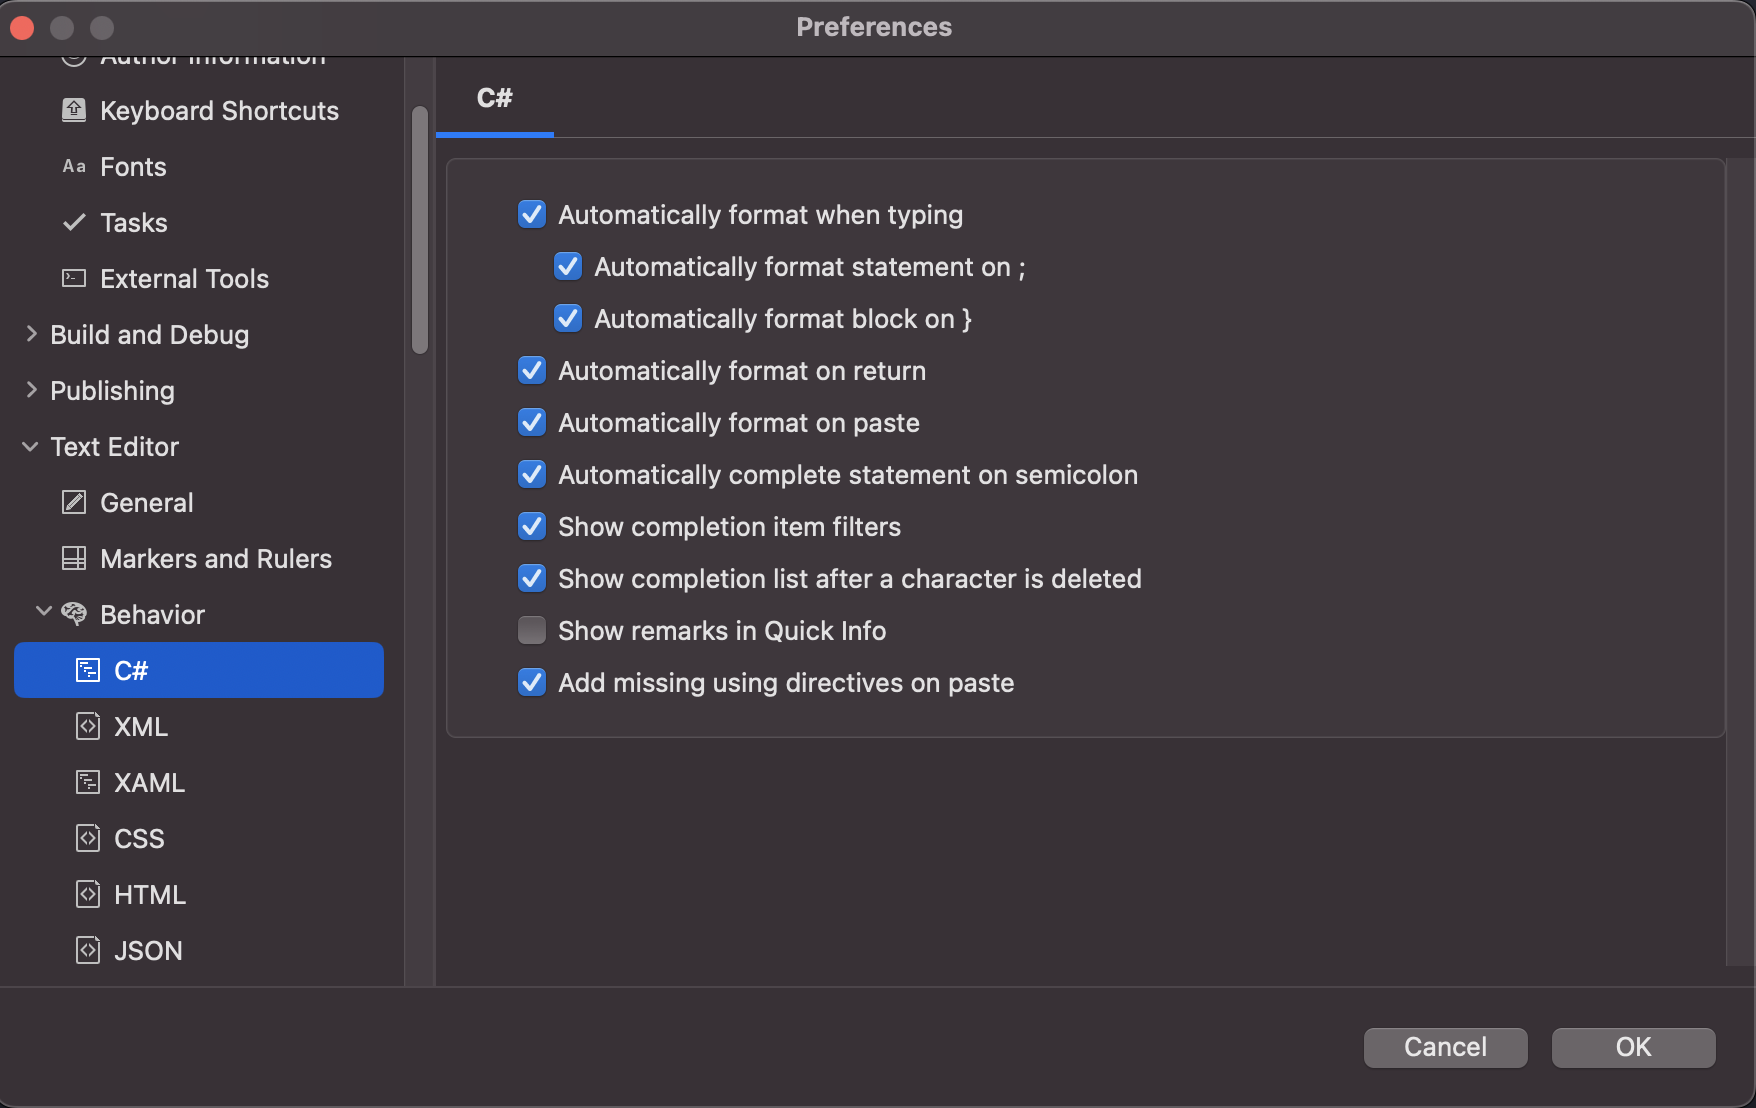 Preferences
Author Information
Keyboard Shortcuts
Aa Fonts
Tasks
External Tools
Build and Debug
Publishing
Text Editor
General
Markers and Rulers
Behavior
C#
XML
XAML
CSS
HTML
JSON
C#
Automatically format when typing
Automatically format statement on ;
Automatically format block on }
Automatically format on return
Automatically format on paste
Automatically complete statement on semicolon
Show completion item filters
Show completion list after a character is deleted
Show remarks in Quick Info
Add missing using directives on paste
Cancel
OK